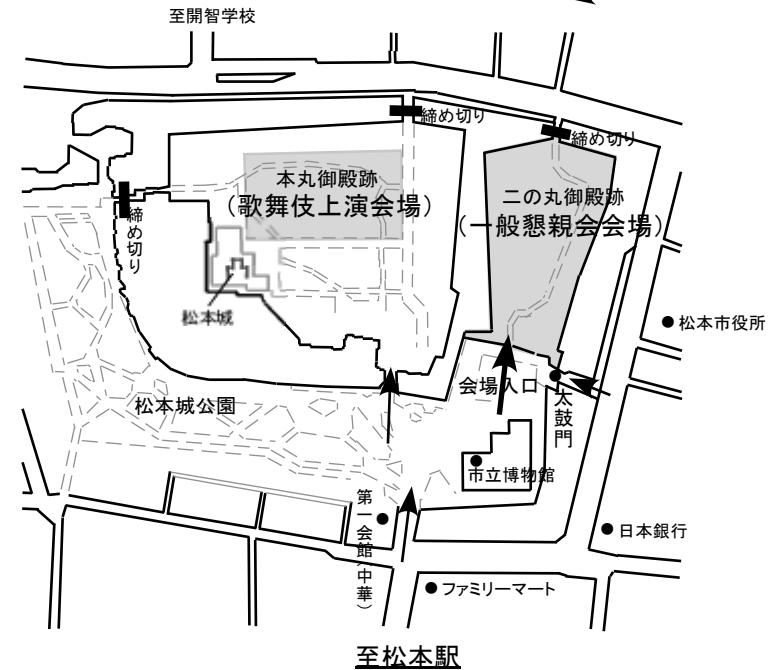 至開智学校
締め切り
締め切り
本丸御殿跡
(歌舞伎上演会場)
二の丸御殿跡
(一般懇親会会場)
締め切り
松本城
松本市役所
会場入口
太鼓門
松本城公園
市立博物館
第一会館(中華)
日本銀行
ファミリーマート
至松本駅